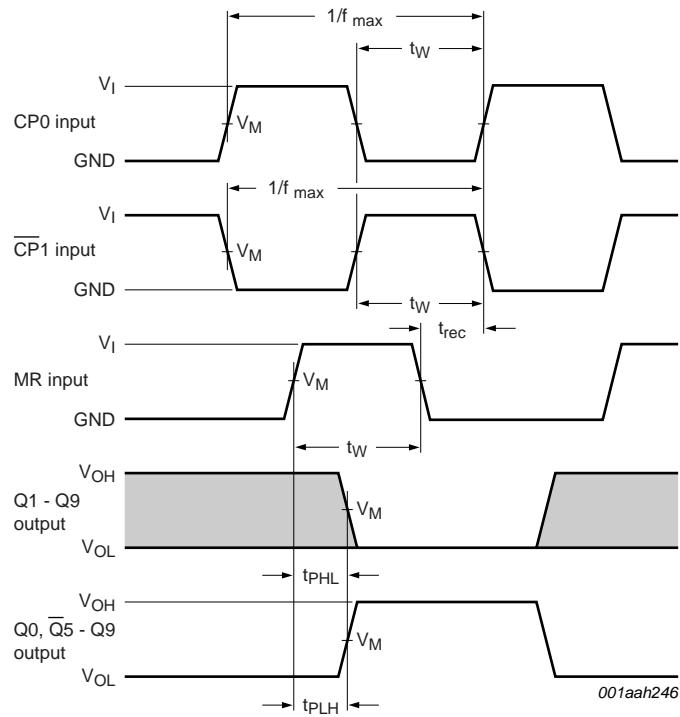 1/f max
tW
VI
CP0 input
VM
GND
1/f max
VI
CP1 input
VM
GND
tW
trec
VI
MR input
VM
GND
tW
VOH
Q1 - Q9
output
VM
VOL
tPHL
VOH
Q0, Q5 - Q9
output
VM
VOL
001aah246
tPLH